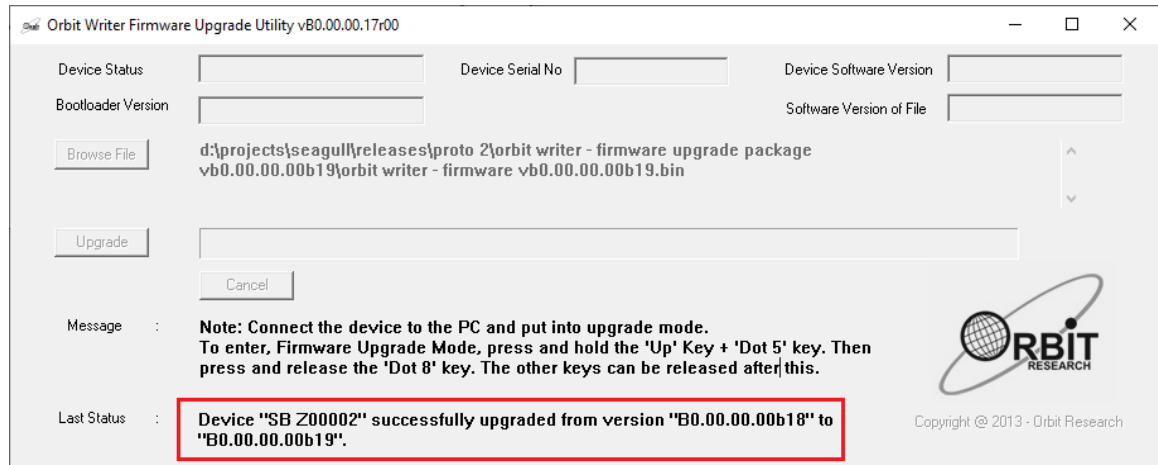 Orbit Writer Firmware Upgrade Utility vB0.00.00.17r00
Device Status
Device Serial No
Device Software Version
Bootloader Version
Software Version of File
Browse File
d:\projects\seagull\releases\proto 2\orbit writer - firmware upgrade package
vb0.00.00.00b19\orbit writer - firmware vb0.00.00.00b19.bin
Upgrade
Cancel
Message :
Note: Connect the device to the PC and put into upgrade mode.
To enter, Firmware Upgrade Mode, press and hold the 'Up' Key + 'Dot 5' key. Then
press and release the 'Dot 8' key. The other keys can be released after this.
ORBIT
RESEARCH
Last Status :
Device "SB Z00002" successfully upgraded from version "B0.00.00.00b18" to
"B0.00.00.00b19".
Copyright @ 2013 - Orbit Research